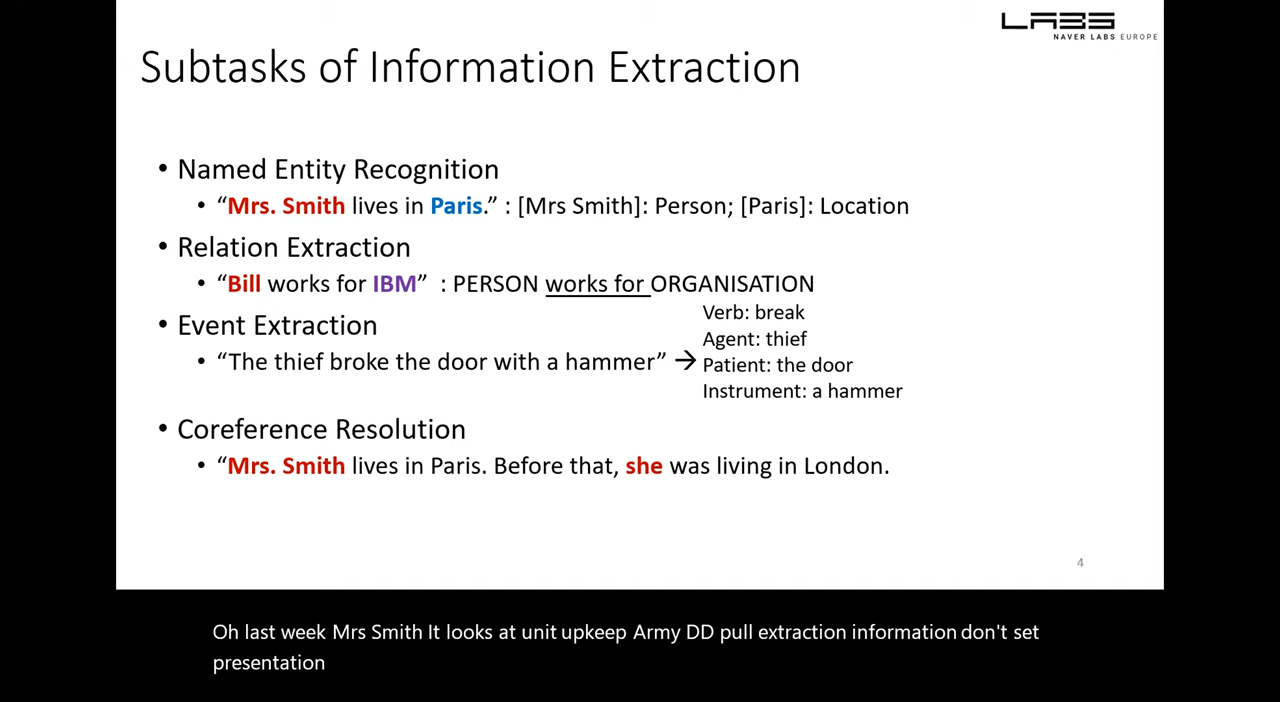 LABS
NAVER LABS EUROPE
Subtasks of Information Extraction
• Named Entity Recognition
• “Mrs. Smith lives in Paris.” : [Mrs Smith]: Person; [Paris]: Location
• Relation Extraction
• “Bill works for IBM” : PERSON works for ORGANISATION
• Event Extraction
• “The thief broke the door with a hammer” →
Verb: break
Agent: thief
Patient: the door
Instrument: a hammer
• Coreference Resolution
• “Mrs. Smith lives in Paris. Before that, she was living in London.
4
Oh last week Mrs Smith It looks at unit upkeep Army DD pull extraction information don't set
presentation